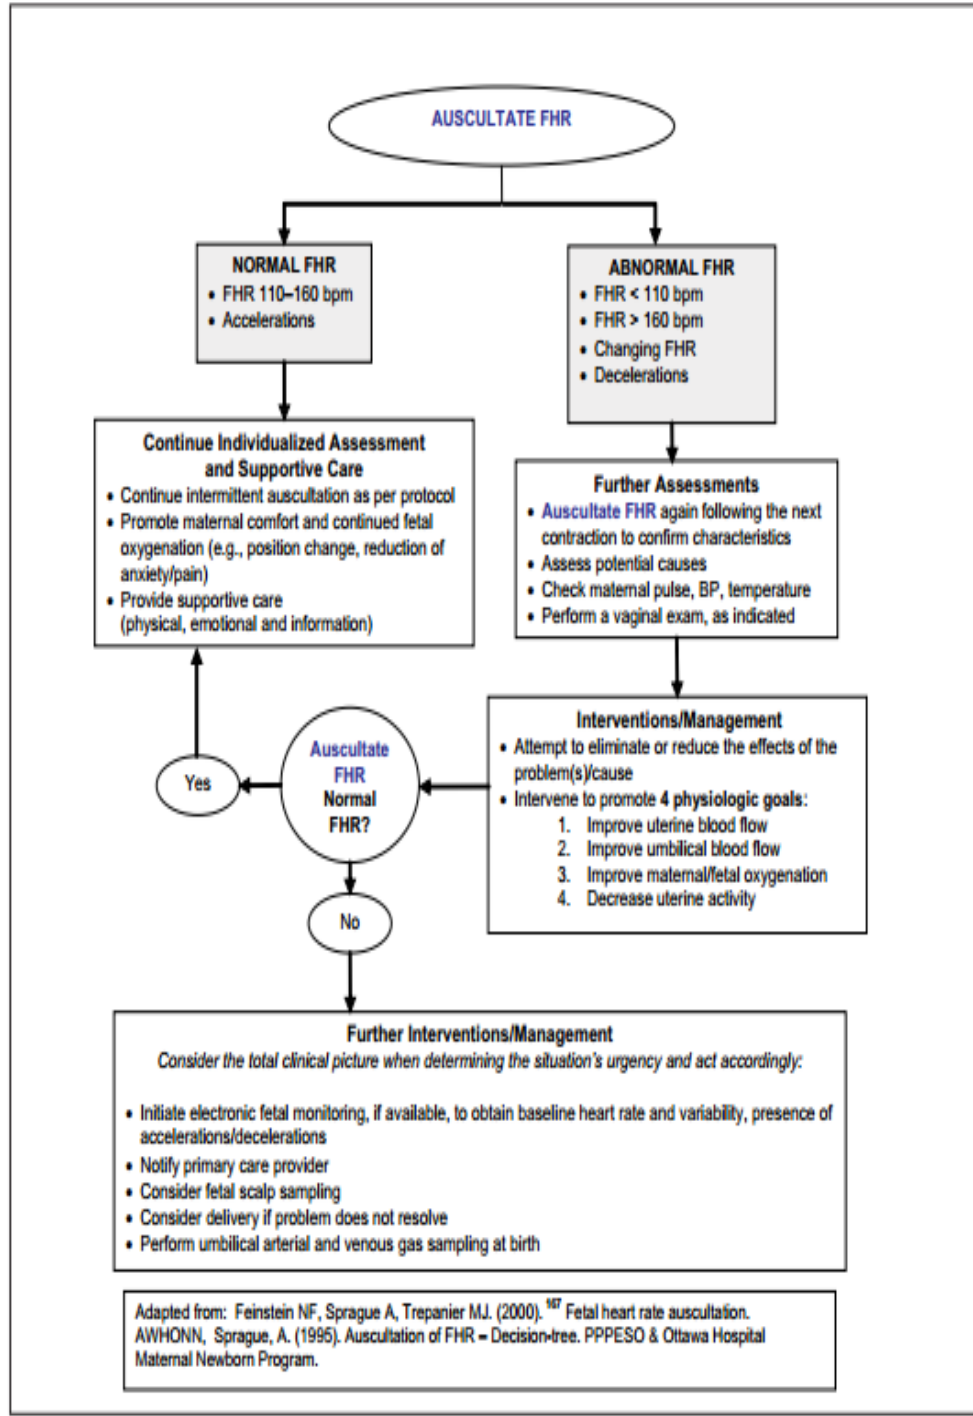 AUSCULTATE FHR
NORMAL FHR
• FHR 110–160 bpm
• Accelerations
ABNORMAL FHR
• FHR < 110 bpm
• FHR > 160 bpm
• Changing FHR
• Decelerations
Continue Individualized Assessment
and Supportive Care
• Continue intermittent auscultation as per protocol
• Promote maternal comfort and continued fetal
oxygenation (e.g., position change, reduction of
anxiety/pain)
• Provide supportive care
(physical, emotional and information)
Further Assessments
• Auscultate FHR again following the next
contraction to confirm characteristics
• Assess potential causes
• Check maternal pulse, BP, temperature
• Perform a vaginal exam, as indicated
Interventions/Management
• Attempt to eliminate or reduce the effects of the
problem(s)/cause
• Intervene to promote 4 physiologic goals:
1. Improve uterine blood flow
2. Improve umbilical blood flow
3. Improve maternal/fetal oxygenation
4. Decrease uterine activity
Auscultate
FHR
Normal
FHR?
Yes
No
Further Interventions/Management
Consider the total clinical picture when determining the situation's urgency and act accordingly:
• Initiate electronic fetal monitoring, if available, to obtain baseline heart rate and variability, presence of
accelerations/decelerations
• Notify primary care provider
• Consider fetal scalp sampling
• Consider delivery if problem does not resolve
• Perform umbilical arterial and venous gas sampling at birth
Adapted from: Feinstein NF, Sprague A, Trepanier MJ. (2000). 167 Fetal heart rate auscultation.
AWHONN, Sprague, A. (1995). Auscultation of FHR – Decision-tree. PPPESO & Ottawa Hospital
Maternal Newborn Program.